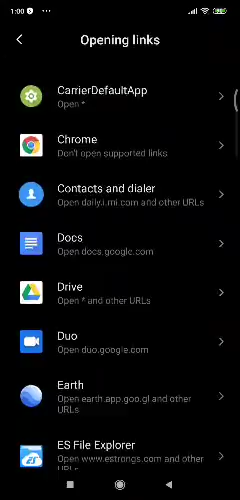 1:00
Opening links
CarrierDefaultApp
Open *
Chrome
Don't open supported links
Contacts and dialer
Open daily.i.mi.com and other URLs
Docs
Open docs.google.com
Drive
Open * and other URLs
Duo
Open duo.google.com
Earth
Open earth.app.goo.gl and other
URLs
ES File Explorer
Open www.estrongs.com and other
URLs